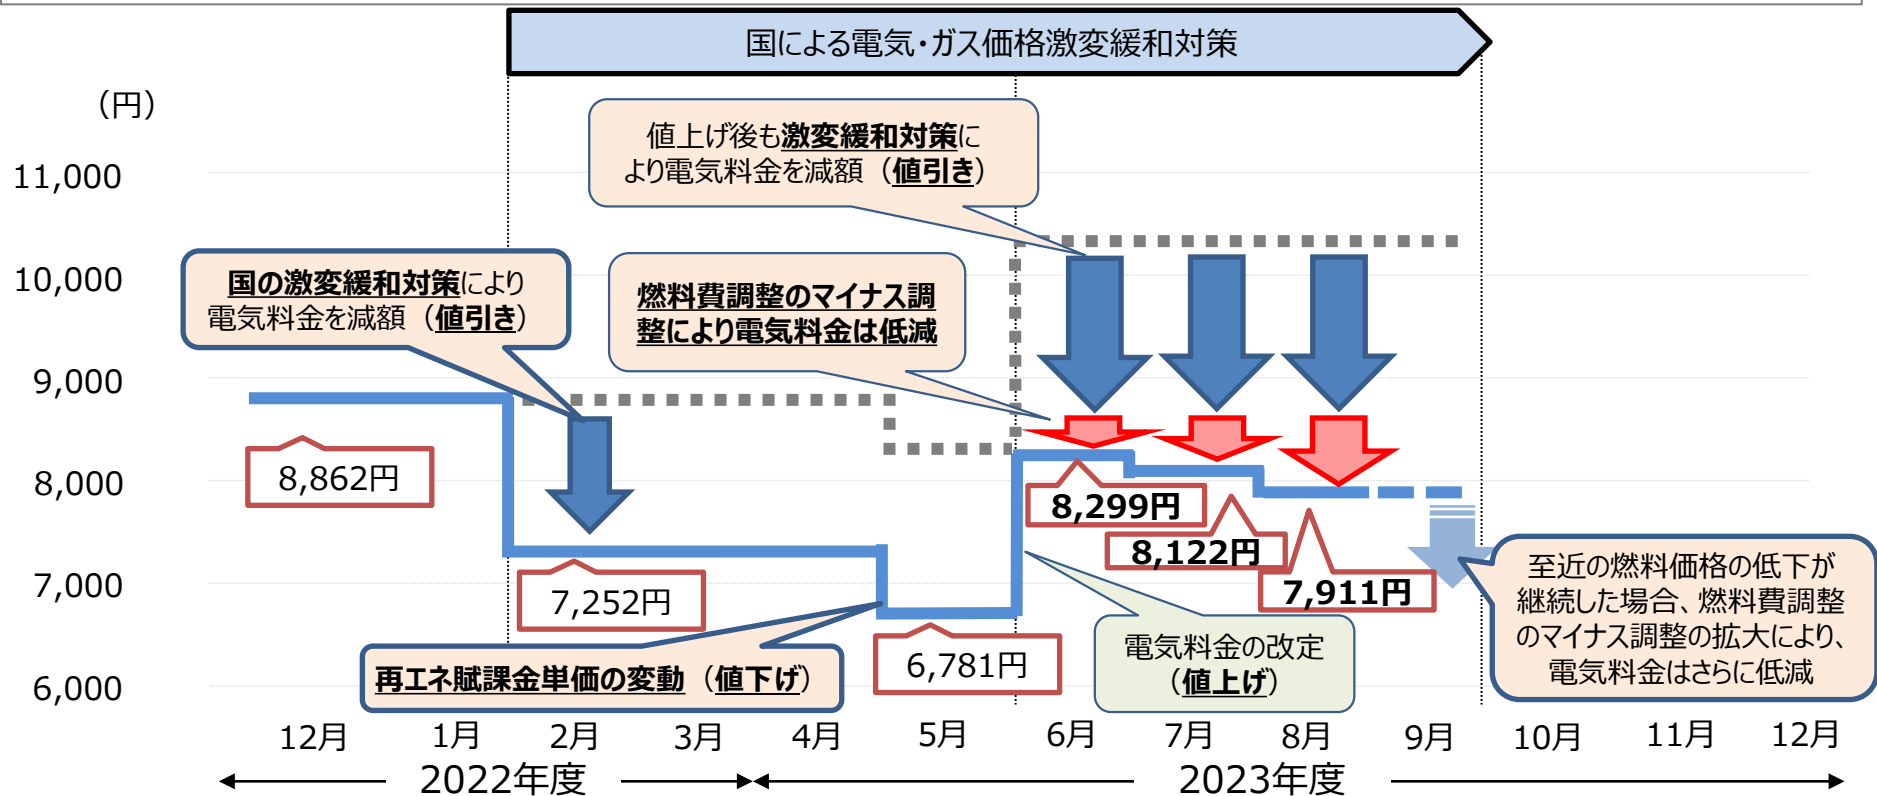 国による電気・ガス価格激変緩和対策
（円）
11,000
10,000
9,000
8,000
7,000
6,000
値上げ後も激変緩和対策に
より電気料金を減額（値引き）
国の激変緩和対策により
電気料金を減額（値引き）
燃料費調整のマイナス調
整により電気料金は低減
8,862円
7,252円
6,781円
8,299円
8,122円
7,911円
再エネ賦課金単価の変動（値下げ）
電気料金の改定
（値上げ）
至近の燃料価格の低下が
継続した場合、燃料費調整
のマイナス調整の拡大により、
電気料金はさらに低減
12月 1月 2月 3月 4月 5月 6月 7月 8月 9月 10月 11月 12月
2022年度 2023年度